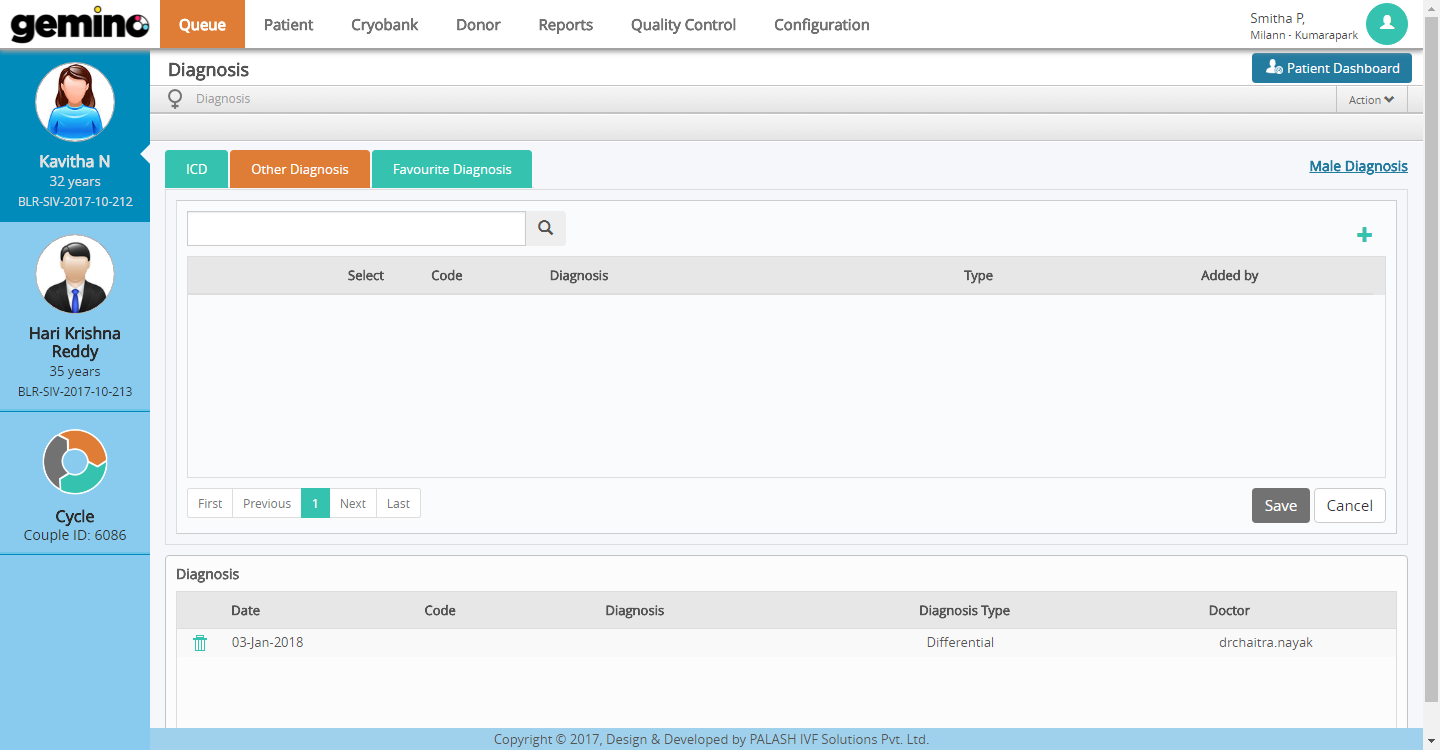 gemino
Queue Patient Cryobank Donor Reports Quality Control Configuration
Smitha P,
Milann - Kumarapark
Kavitha N
32 years
BLR-SIV-2017-10-212
Hari Krishna
Reddy
35 years
BLR-SIV-2017-10-213
Cycle
Couple ID: 6086
Diagnosis
Patient Dashboard
Diagnosis
Action
ICD Other Diagnosis Favourite Diagnosis
Male Diagnosis
Select Code Diagnosis Type Added by
First Previous 1 Next Last
Save Cancel
Diagnosis
Date Code Diagnosis Diagnosis Type Doctor
03-Jan-2018 Differential drchaitra.nayak
Copyright © 2017, Design & Developed by PALASH IVF Solutions Pvt. Ltd.